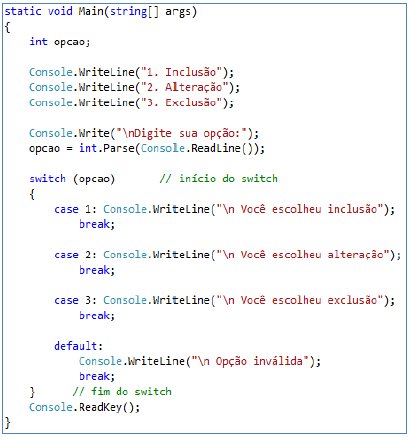 static void Main(string[] args)
{
    int opcao;

    Console.WriteLine("1. Inclusão");
    Console.WriteLine("2. Alteração");
    Console.WriteLine("3. Exclusão");

    Console.Write("\nDigite sua opção:");
    opcao = int.Parse(Console.ReadLine());

    switch (opcao)      // início do switch
    {
        case 1: Console.WriteLine("\n Você escolheu inclusão");
            break;

        case 2: Console.WriteLine("\n Você escolheu alteração");
            break;

        case 3: Console.WriteLine("\n Você escolheu exclusão");
            break;

        default:
            Console.WriteLine("\n Opção inválida");
            break;
    }     // fim do switch
    Console.ReadKey();
}